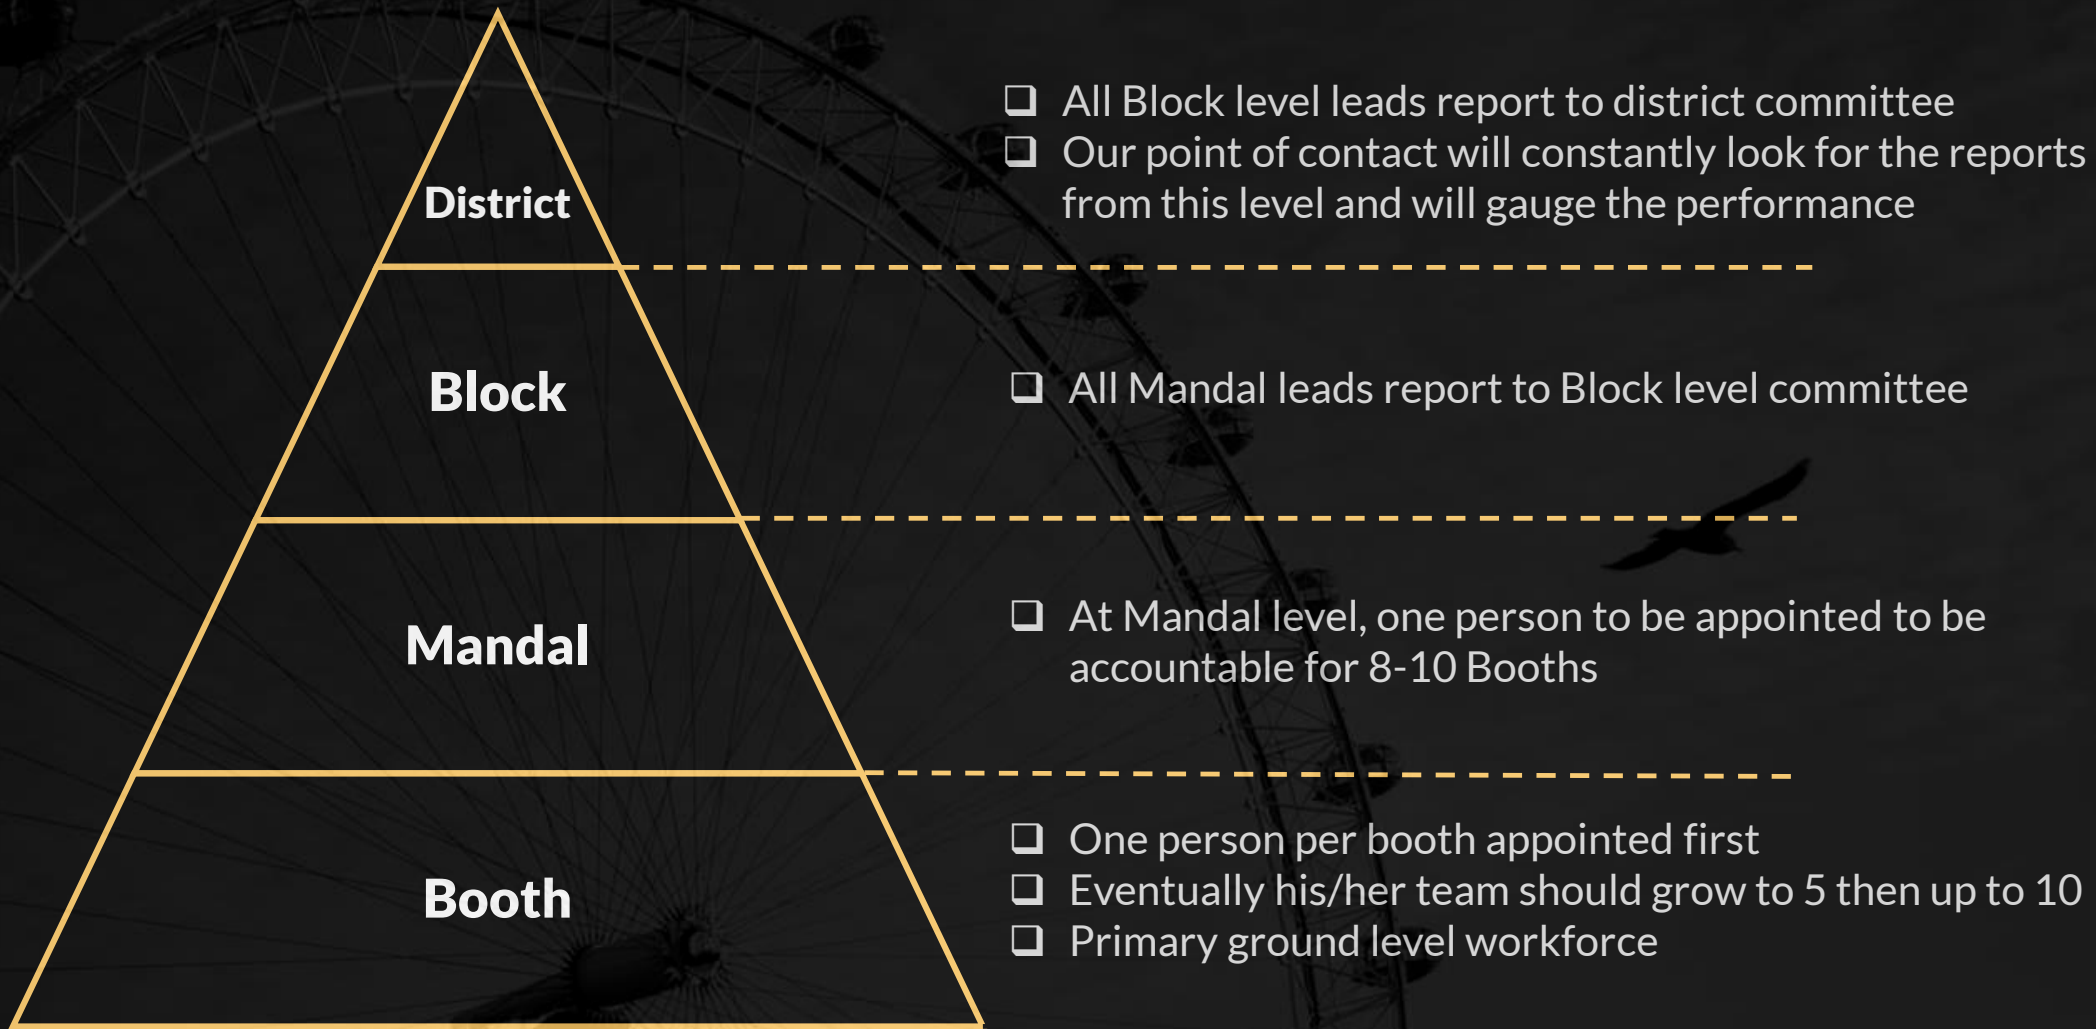 District
❑ All Block level leads report to district committee
❑ Our point of contact will constantly look for the reports
from this level and will gauge the performance
Block
❑ All Mandal leads report to Block level committee
Mandal
❑ At Mandal level, one person to be appointed to be
accountable for 8-10 Booths
Booth
❑ One person per booth appointed first
❑ Eventually his/her team should grow to 5 then up to 10
❑ Primary ground level workforce